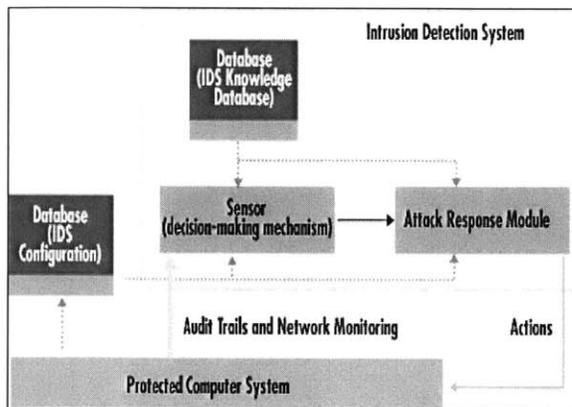 Intrusion Detection System
Database
(IDS Knowledge
Database)
Sensor
(decision-making mechanism)
Attack Response Module
Database
(IDS
Configuration)
Audit Trails and Network Monitoring
Actions
Protected Computer System